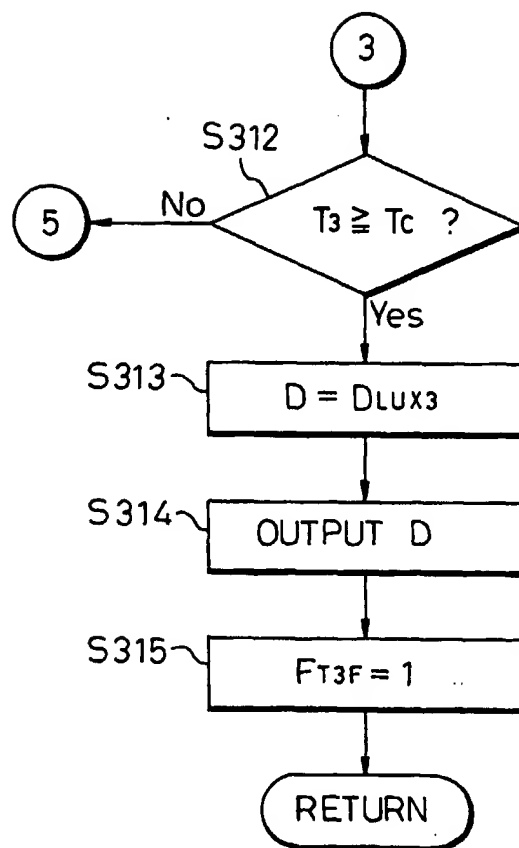 3
S312
No
5
T3 ≧ Tc ?
Yes
S313
D = DLUX3
S314
OUTPUT D
S315
FT3F = 1
RETURN